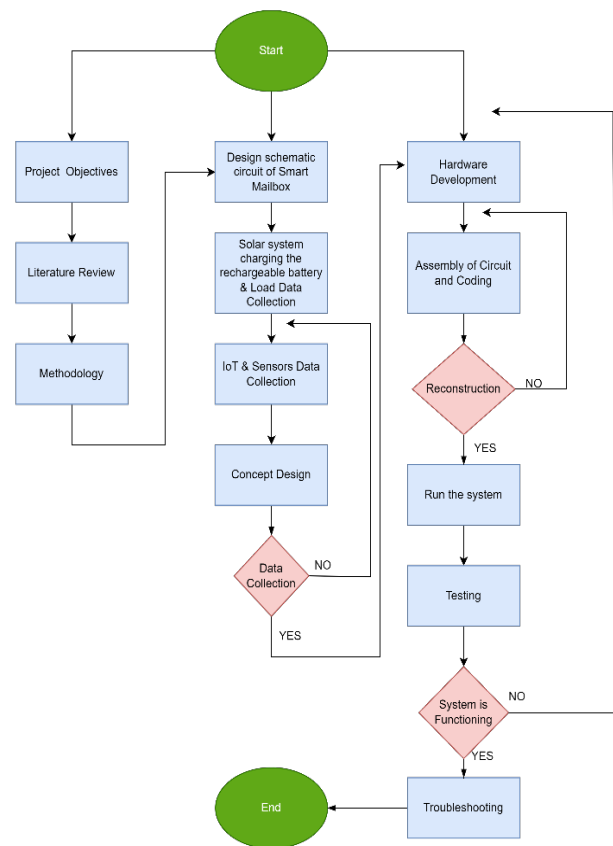 Start
Project Objectives
Literature Review
Methodology
Design schematic
circuit of Smart
Mailbox
Solar system
charging the
rechargeable battery
& Load Data
Collection
IoT & Sensors Data
Collection
Concept Design
Data
Collection
NO
YES
Hardware
Development
Assembly of Circuit
and Coding
Reconstruction
NO
YES
Run the system
Testing
System is
Functioning
NO
YES
Troubleshooting
End